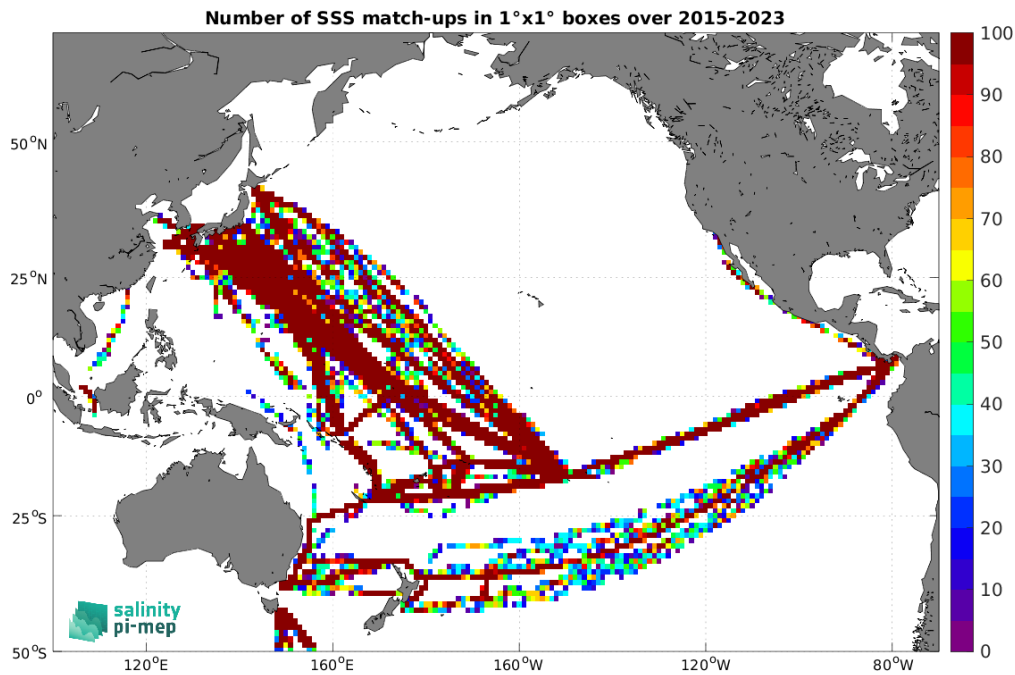 Number of SSS match-ups in 1°x1° boxes over 2015-2023
100
90
80
70
60
50
40
30
20
10
0
50°N
25°N
0°
25°S
50°S
120°E
160°E
160°W
120°W
80°W
salinity
pi-mep